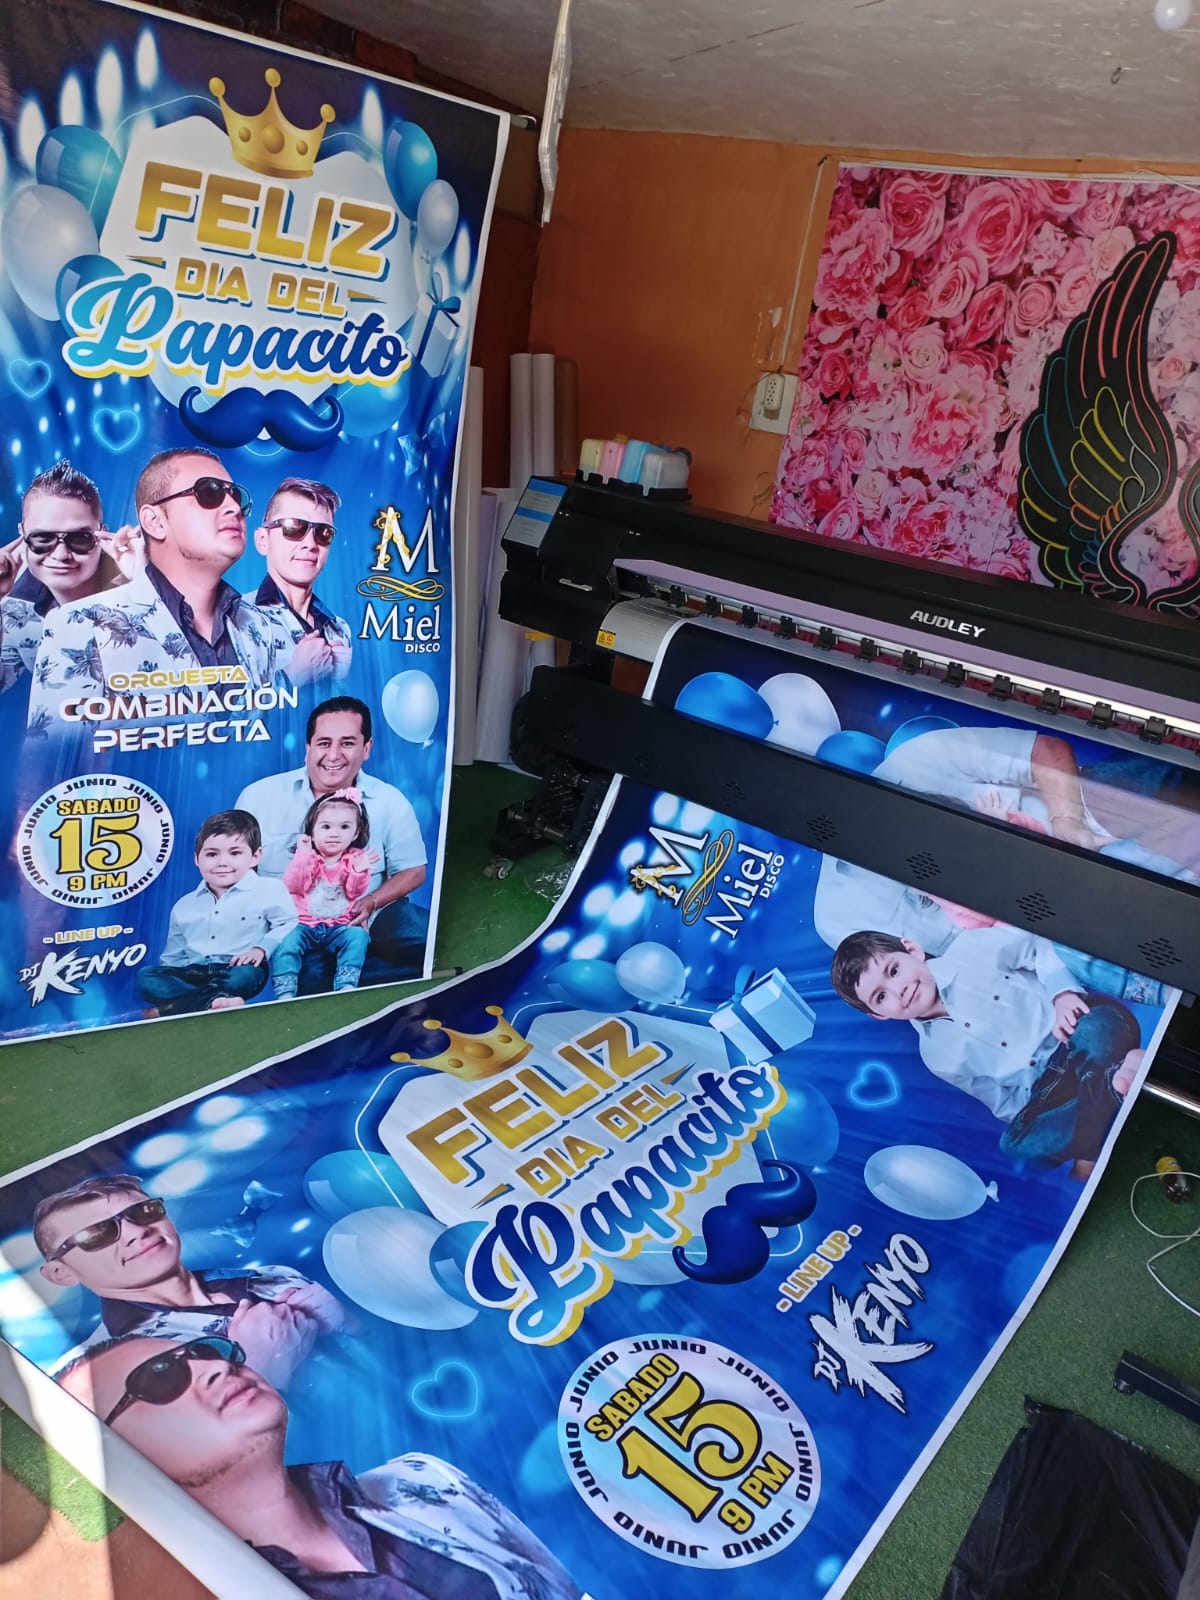 FELIZ
DIA DEL
Papacito
M
Miel
DISCO
ORQUESTA
COMBINACIÓN
PERFECTA
JUNIO JUNIO JUNIO JUNIO JUNIO JUNIO JUNIO
SABADO
15
9 PM
- LINE UP -
DJ KENYO
AUDLEY
M
Miel
DISCO
FELIZ
DIA DEL
Papacito
- LINE UP -
DJ KENYO
JUNIO JUNIO JUNIO JUNIO JUNIO JUNIO JUNIO
SABADO
15
9 PM